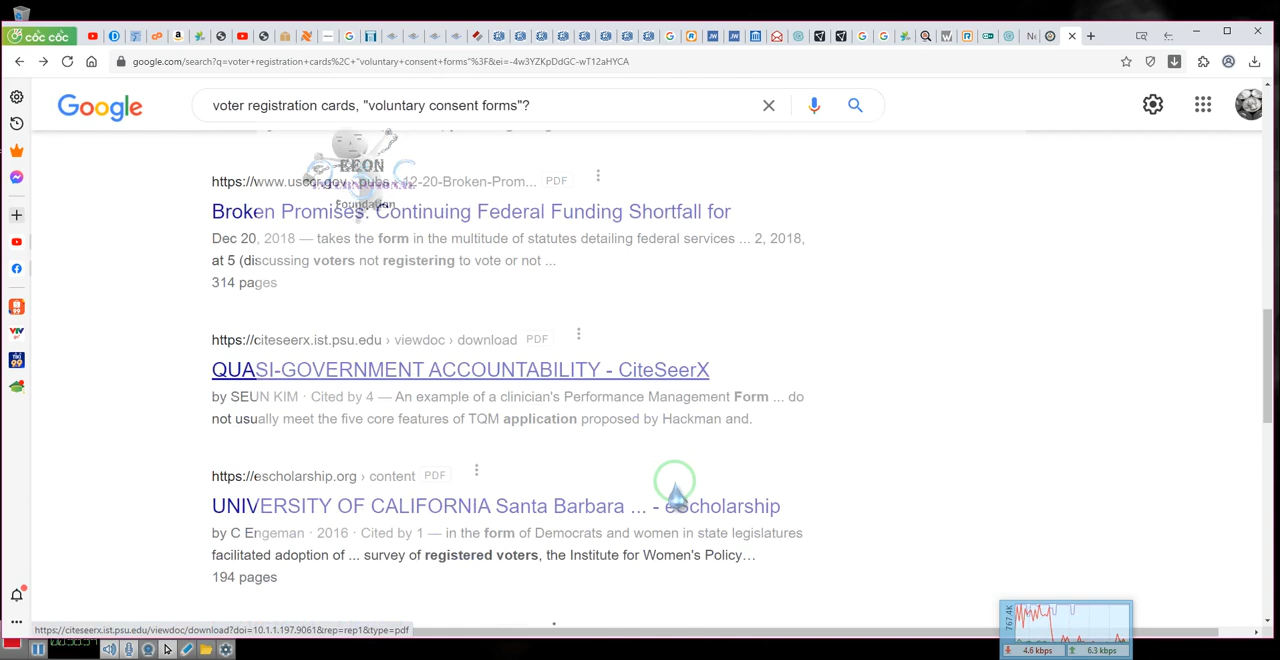 cốc cốc
google.com/search?q=voter+registration+cards%2C+"voluntary+consent+forms"%3F&ei=-4w3YZKpDdGC-wT12aHYCA
Google
voter registration cards, "voluntary consent forms"?
EEON
INTERNATIONAL
Foundation
https://www.usccr.gov › pubs › 12-20-Broken-Prom... PDF
Broken Promises: Continuing Federal Funding Shortfall for
Dec 20, 2018 — takes the form in the multitude of statutes detailing federal services ... 2, 2018,
at 5 (discussing voters not registering to vote or not ...
314 pages
https://citeseerx.ist.psu.edu › viewdoc › download PDF
QUASI-GOVERNMENT ACCOUNTABILITY - CiteSeerX
by SEUN KIM · Cited by 4 — An example of a clinician's Performance Management Form ... do
not usually meet the five core features of TQM application proposed by Hackman and.
https://escholarship.org › content PDF
UNIVERSITY OF CALIFORNIA Santa Barbara ... - eScholarship
by C Engeman · 2016 · Cited by 1 — in the form of Democrats and women in state legislatures
facilitated adoption of ... survey of registered voters, the Institute for Women's Policy…
194 pages
https://citeseerx.ist.psu.edu/viewdoc/download?doi=10.1.1.197.9061&rep=rep1&type=pdf
767.4K
4.6 kbps 6.3 kbps